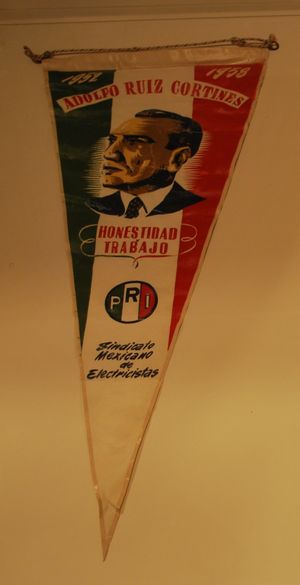 1952 1958
ADOLFO RUIZ CORTINES
HONESTIDAD
Y
TRABAJO
PRI
Sindicato
Mexicano
de
Electricistas